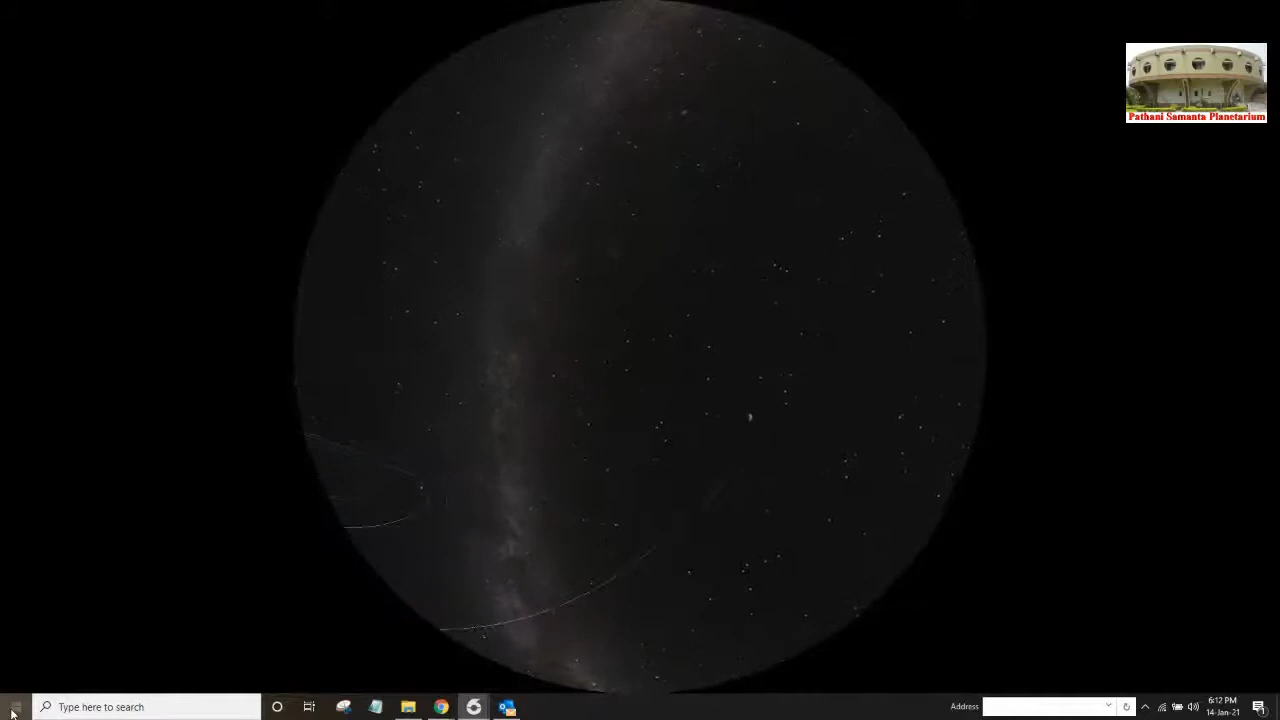 Pathani Samanta Planetarium
Type here to search
Address
6:12 PM
14-Jan-21